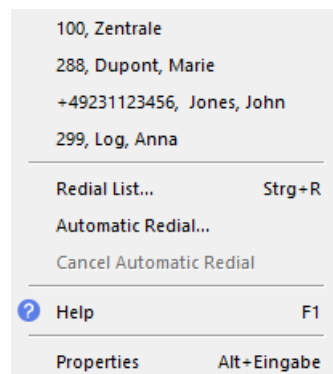 100, Zentrale
288, Dupont, Marie
+49231123456, Jones, John
299, Log, Anna
Redial List... Strg+R
Automatic Redial...
Cancel Automatic Redial
? Help F1
Properties Alt+Eingabe